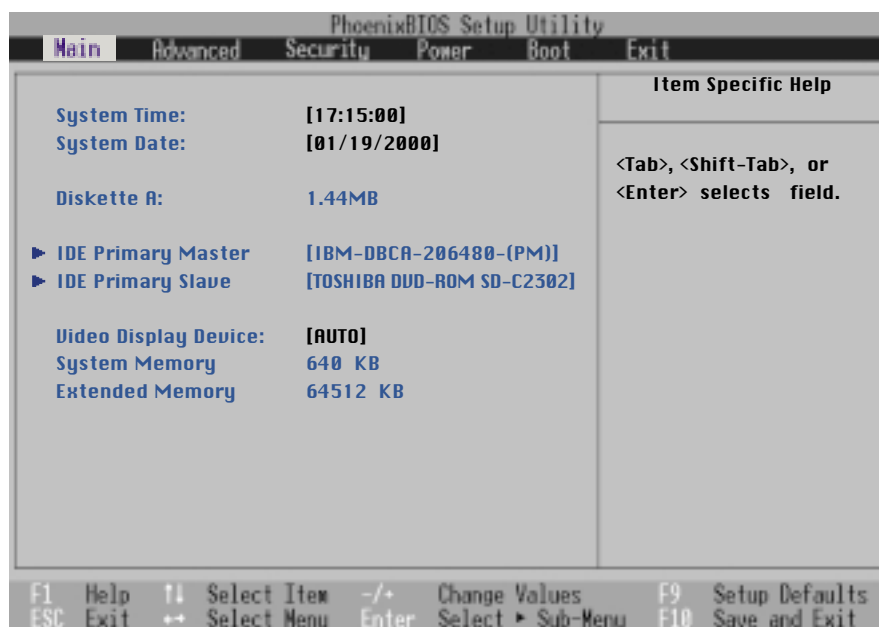 PhoenixBIOS Setup Utility
Main Advanced Security Power Boot Exit
Item Specific Help
System Time: [17:15:00]
System Date: [01/19/2000]
<Tab>, <Shift-Tab>, or
<Enter> selects field.
Diskette A: 1.44MB
IDE Primary Master [IBM-DBCA-206480-(PM)]
IDE Primary Slave [TOSHIBA DVD-ROM SD-C2302]
Video Display Device: [AUTO]
System Memory 640 KB
Extended Memory 64512 KB
F1 Help ↑↓ Select Item -/+ Change Values F9 Setup Defaults
ESC Exit ←→ Select Menu Enter Select ▸ Sub-Menu F10 Save and Exit